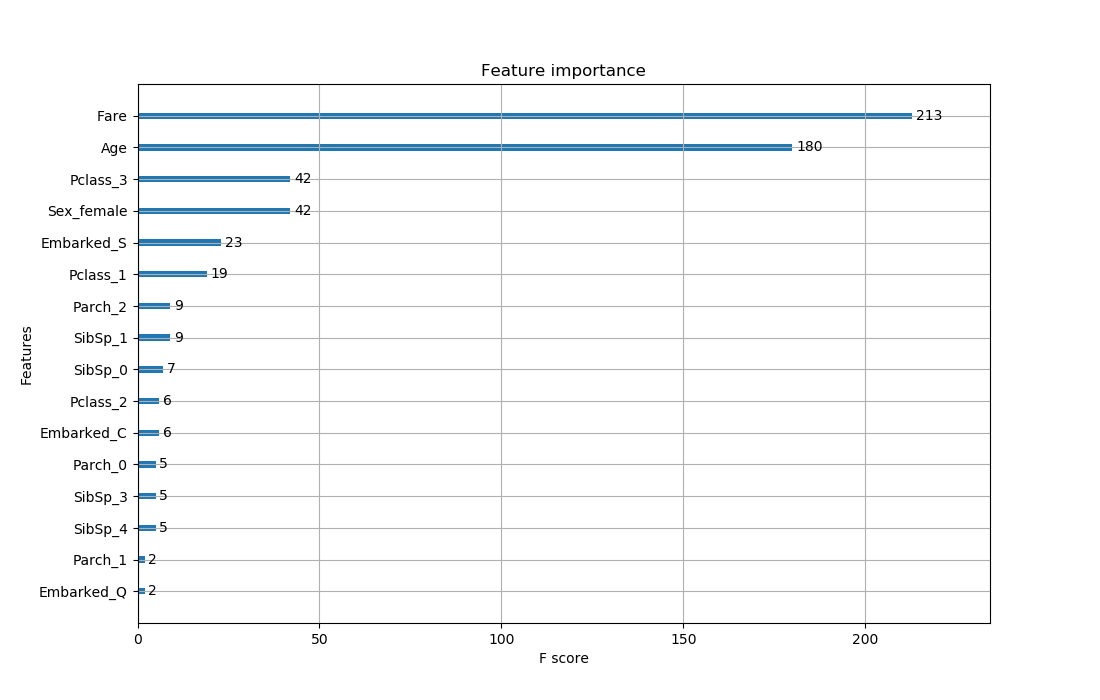 Feature importance
Fare 213
Age 180
Pclass_3 42
Sex_female 42
Embarked_S 23
Pclass_1 19
Parch_2 9
SibSp_1 9
SibSp_0 7
Pclass_2 6
Embarked_C 6
Parch_0 5
SibSp_3 5
SibSp_4 5
Parch_1 2
Embarked_Q 2
Features
0 50 100 150 200
F score